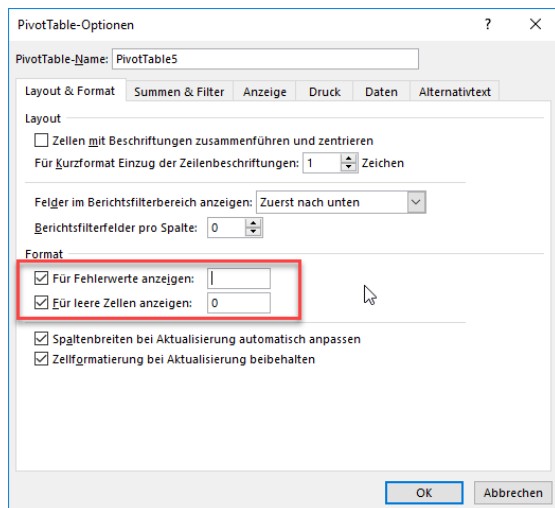 PivotTable-Optionen ? ×
PivotTable-Name: PivotTable5
Layout & Format Summen & Filter Anzeige Druck Daten Alternativtext
Layout
Zellen mit Beschriftungen zusammenführen und zentrieren
Für Kurzformat Einzug der Zeilenbeschriftungen: 1 Zeichen
Felder im Berichtsfilterbereich anzeigen: Zuerst nach unten
Berichtsfilterfelder pro Spalte: 0
Format
Für Fehlerwerte anzeigen:
Für leere Zellen anzeigen: 0
Spaltenbreiten bei Aktualisierung automatisch anpassen
Zellformatierung bei Aktualisierung beibehalten
OK Abbrechen